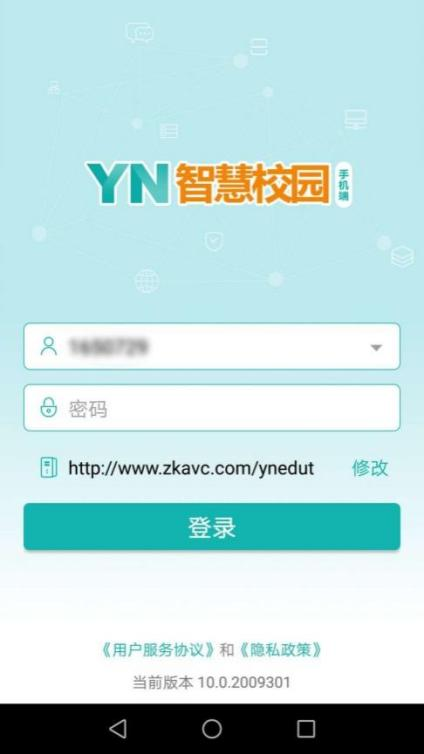 YN智慧校园 手机端
密码
http://www.zkavc.com/ynedut 修改
登录
《用户服务协议》和《隐私政策》
当前版本 10.0.2009301